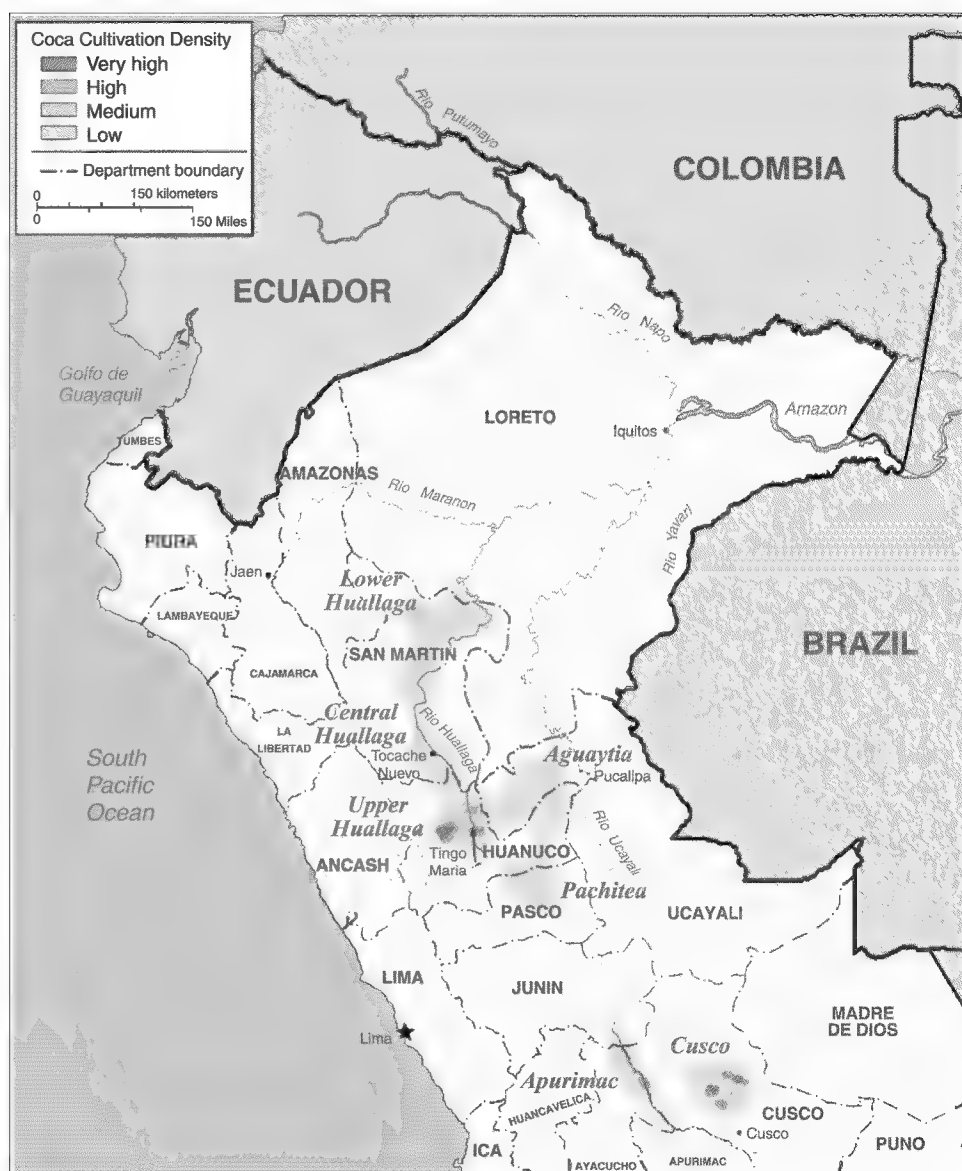 Coca Cultivation Density
Very high
High
Medium
Low
Department boundary
0 150 kilometers
0 150 Miles
Rio Putumayo
COLOMBIA
ECUADOR
Rio Napo
Golfo de
Guayaquil
LORETO
Amazon
Iquitos
TUMBES
AMAZONAS
Rio Maranon
Rio Yavari
PIURA
Jaen
Lower
Huallaga
LAMBAYEQUE
BRAZIL
SAN MARTIN
CAJAMARCA
Central
Huallaga
Rio Huallaga
LA
LIBERTAD
Tocache
Nuevo
Aguaytia
Pucallpa
South
Pacific
Ocean
Upper
Huallaga
Rio Ucayali
Tingo
Maria
HUANUCO
ANCASH
Pachitea
PASCO
UCAYALI
LIMA
JUNIN
MADRE
DE DIOS
Lima
Cusco
Apurimac
HUANCAVELICA
CUSCO
Cusco
ICA
PUNO
AYACUCHO
APURIMAC